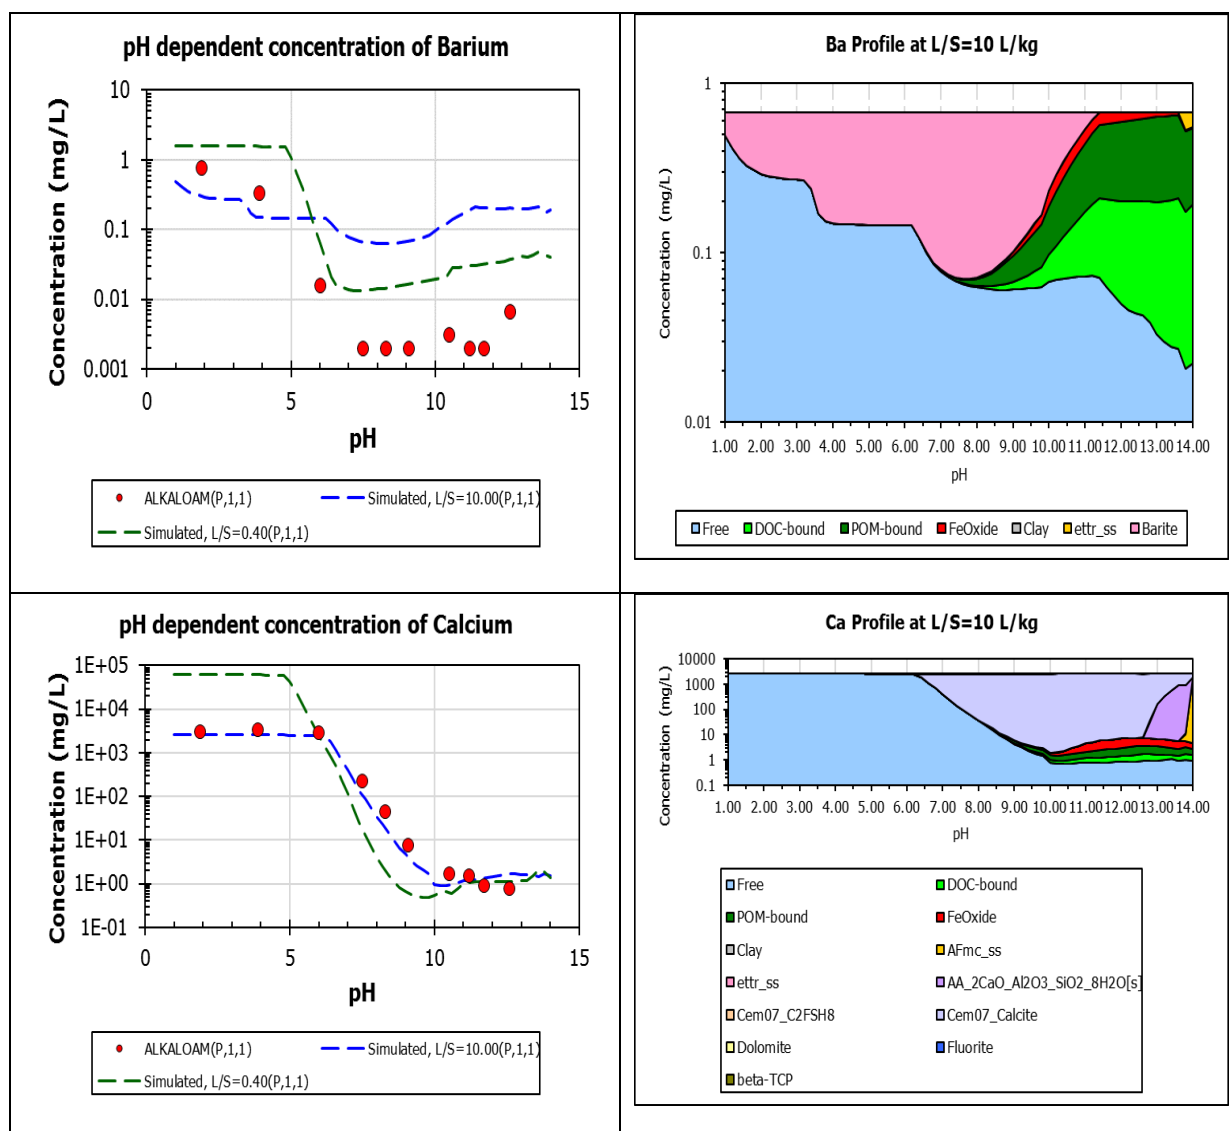 pH dependent concentration of Barium
Concentration (mg/L)
10
1
0.1
0.01
0.001
0 5 10 15
pH
ALKALOAM(P,1,1) Simulated, L/S=10.00(P,1,1)
Simulated, L/S=0.40(P,1,1)
Ba Profile at L/S=10 L/kg
Concentration (mg/L)
1
0.1
0.01
1.00 2.00 3.00 4.00 5.00 6.00 7.00 8.00 9.00 10.00 11.00 12.00 13.00 14.00
pH
Free DOC-bound POM-bound FeOxide Clay ettr_ss Barite
pH dependent concentration of Calcium
Concentration (mg/L)
1E+05
1E+04
1E+03
1E+02
1E+01
1E+00
1E-01
0 5 10 15
pH
ALKALOAM(P,1,1) Simulated, L/S=10.00(P,1,1)
Simulated, L/S=0.40(P,1,1)
Ca Profile at L/S=10 L/kg
Concentration (mg/L)
10000
1000
100
10
1
0.1
1.00 2.00 3.00 4.00 5.00 6.00 7.00 8.00 9.00 10.00 11.00 12.00 13.00 14.00
pH
Free DOC-bound
POM-bound FeOxide
Clay AFmc_ss
ettr_ss AA_2CaO_Al2O3_SiO2_8H2O[s]
Cem07_C2FSH8 Cem07_Calcite
Dolomite Fluorite
beta-TCP